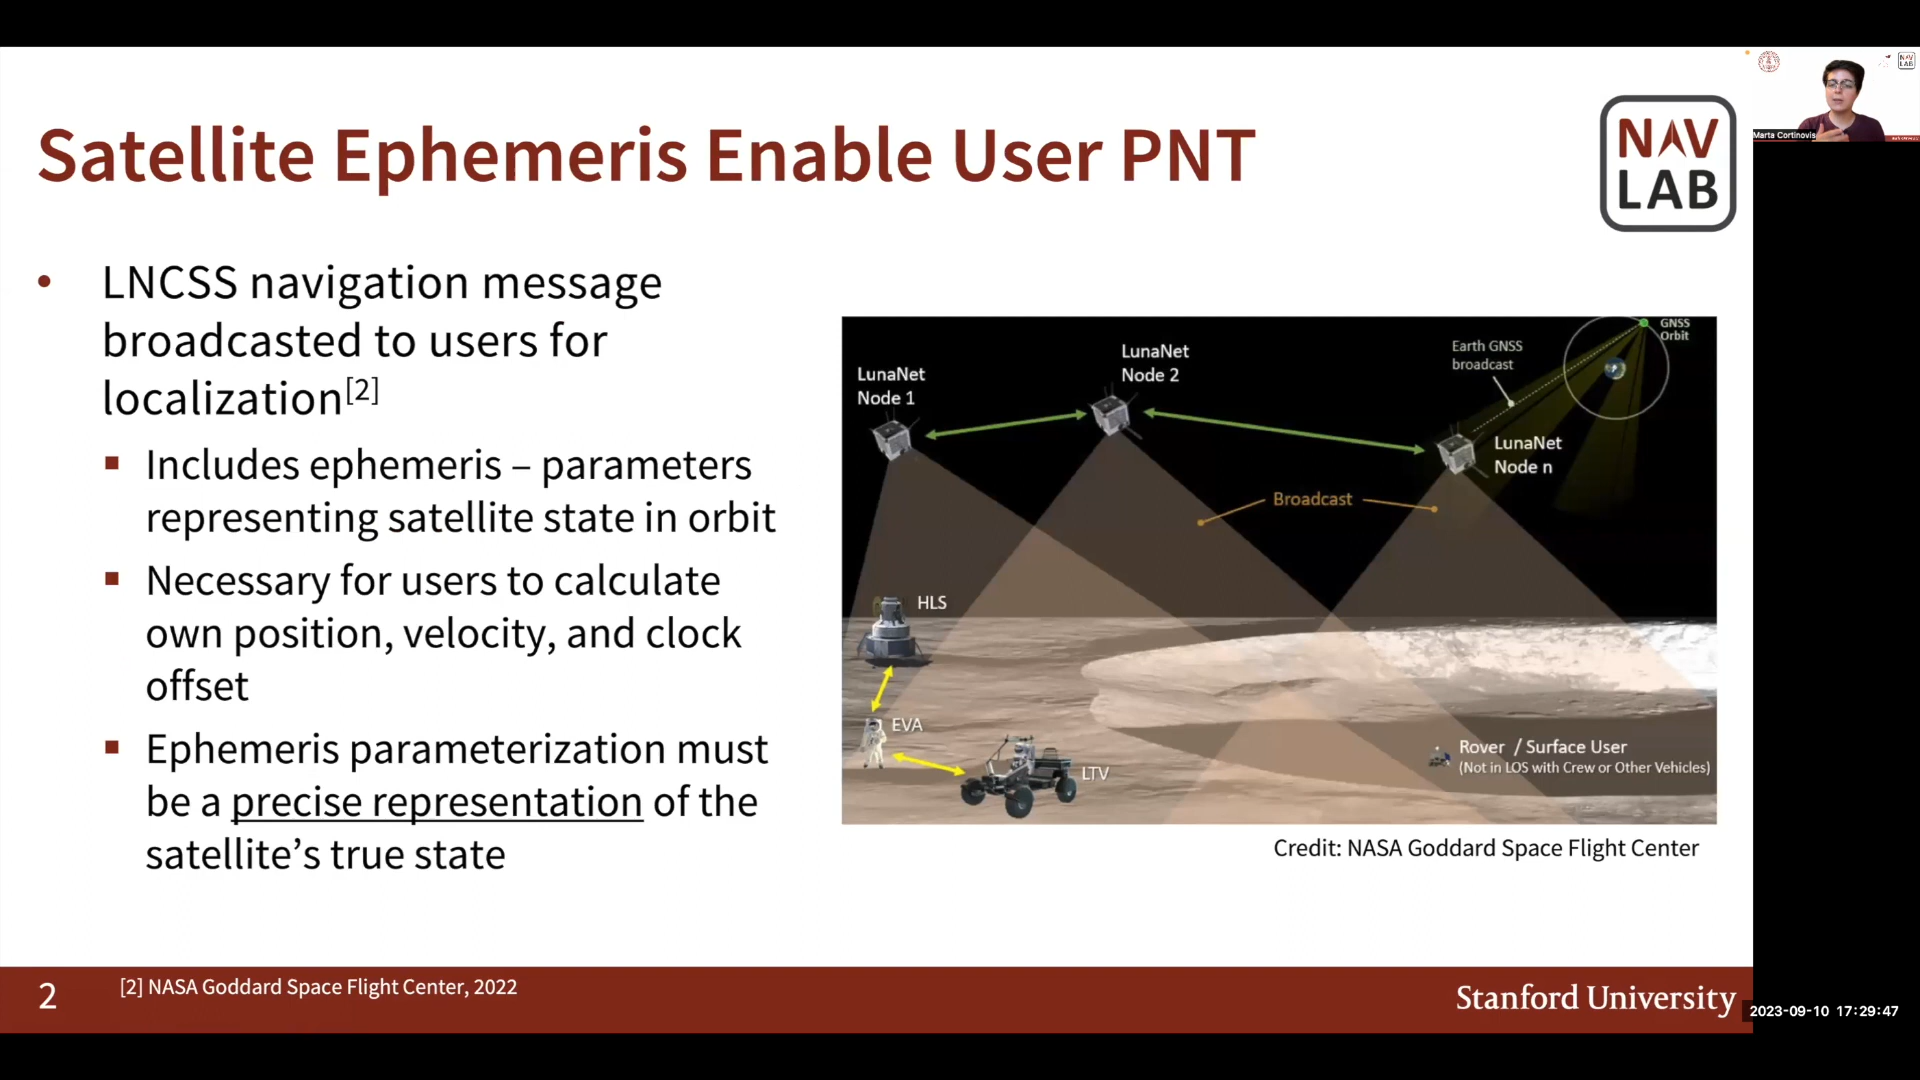 Satellite Ephemeris Enable User PNT
NAV
LAB
• LNCSS navigation message
broadcasted to users for
localization[2]
▪ Includes ephemeris – parameters
representing satellite state in orbit
▪ Necessary for users to calculate
own position, velocity, and clock
offset
▪ Ephemeris parameterization must
be a precise representation of the
satellite’s true state
LunaNet
Node 1
LunaNet
Node 2
Earth GNSS
broadcast
GNSS
Orbit
LunaNet
Node n
Broadcast
HLS
EVA
LTV
Rover / Surface User
(Not in LOS with Crew or Other Vehicles)
Credit: NASA Goddard Space Flight Center
2
[2] NASA Goddard Space Flight Center, 2022
Stanford University
Marta Cortinovis
NAV
LAB
2023-09-10 17:29:47